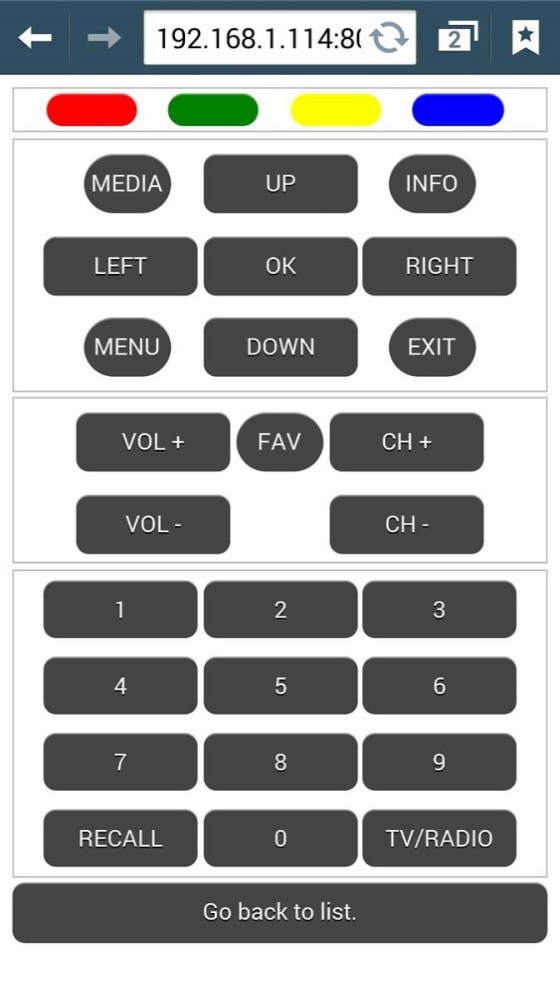 192.168.1.114:80 2
MEDIA UP INFO
LEFT OK RIGHT
MENU DOWN EXIT
VOL + FAV CH +
VOL - CH -
1 2 3
4 5 6
7 8 9
RECALL 0 TV/RADIO
Go back to list.